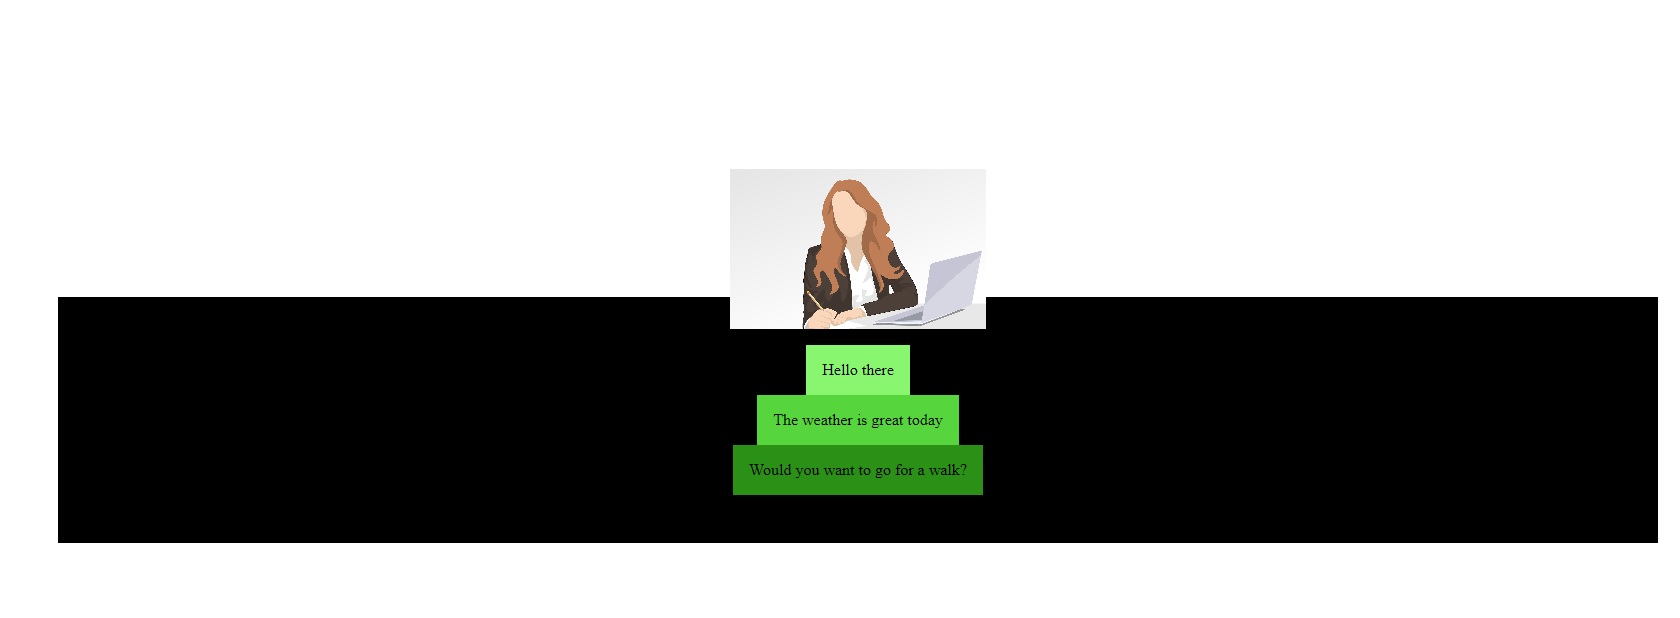 Hello there
The weather is great today
Would you want to go for a walk?